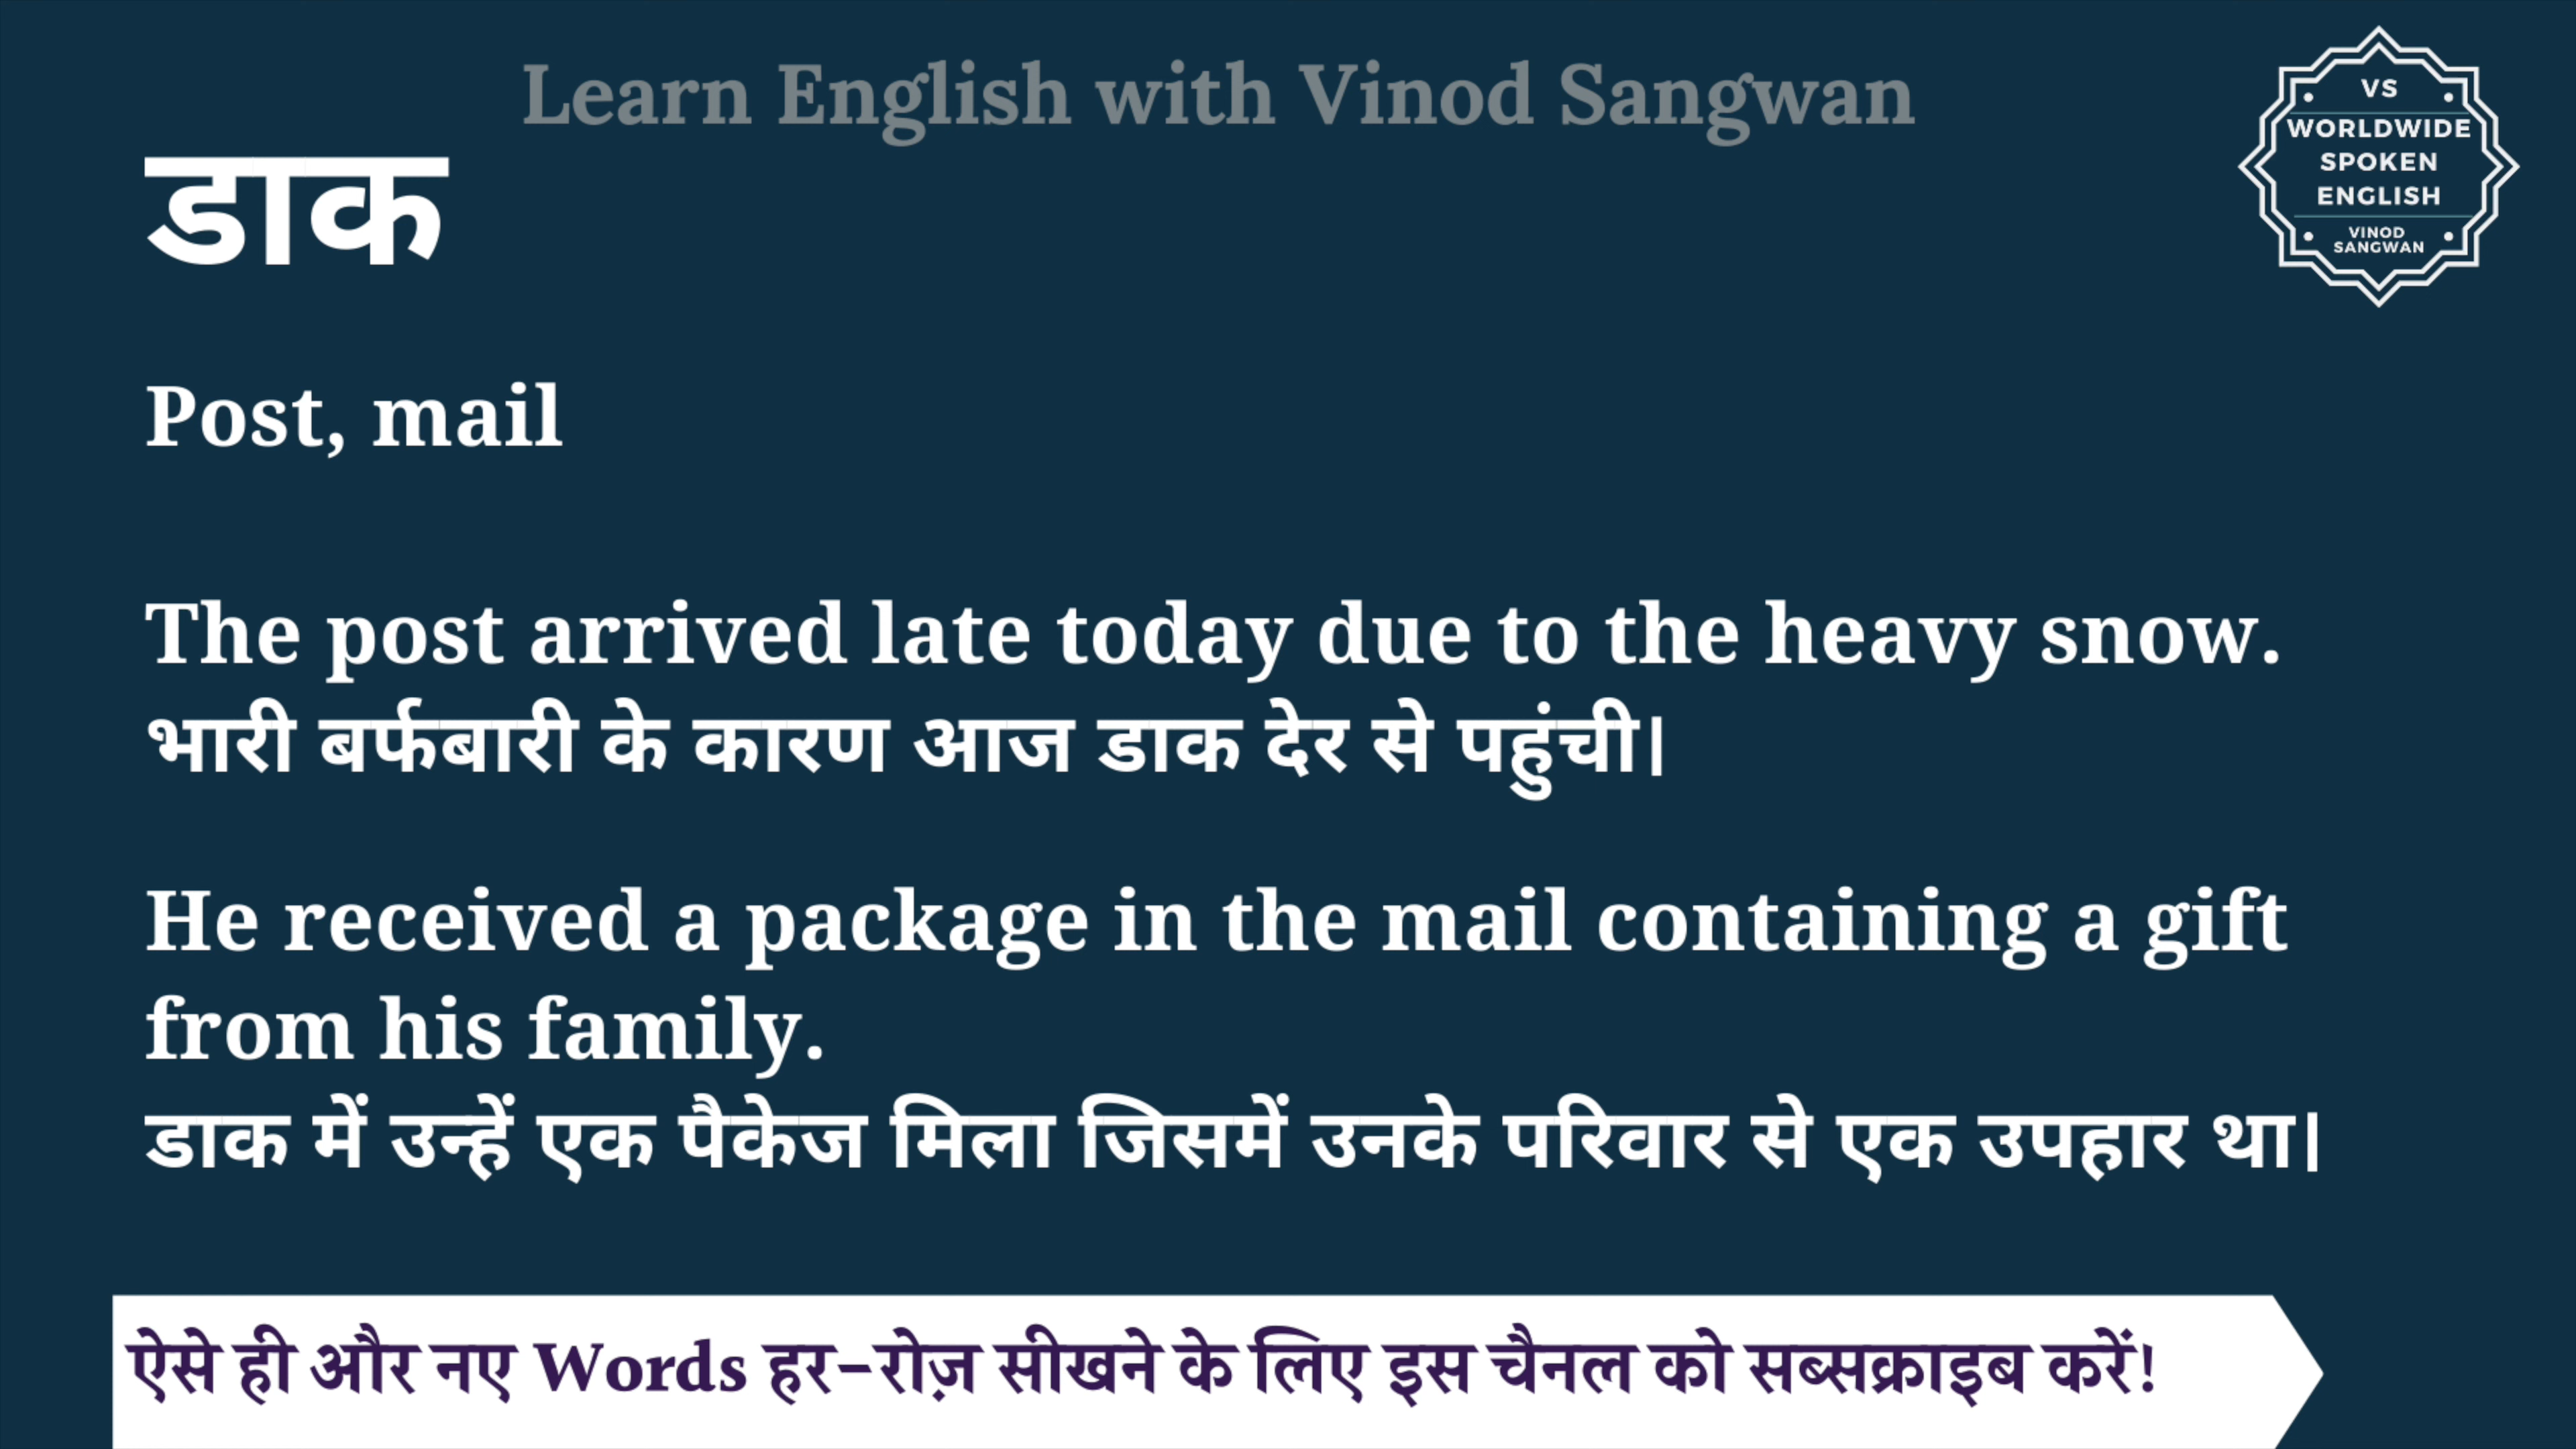 Learn English with Vinod Sangwan
VS
WORLDWIDE
SPOKEN
ENGLISH
VINOD
SANGWAN
डाक
Post, mail
The post arrived late today due to the heavy snow.
भारी बर्फबारी के कारण आज डाक देर से पहुंची।
He received a package in the mail containing a gift
from his family.
डाक में उन्हें एक पैकेज मिला जिसमें उनके परिवार से एक उपहार था।
ऐसे ही और नए Words हर-रोज़ सीखने के लिए इस चैनल को सब्सक्राइब करें!